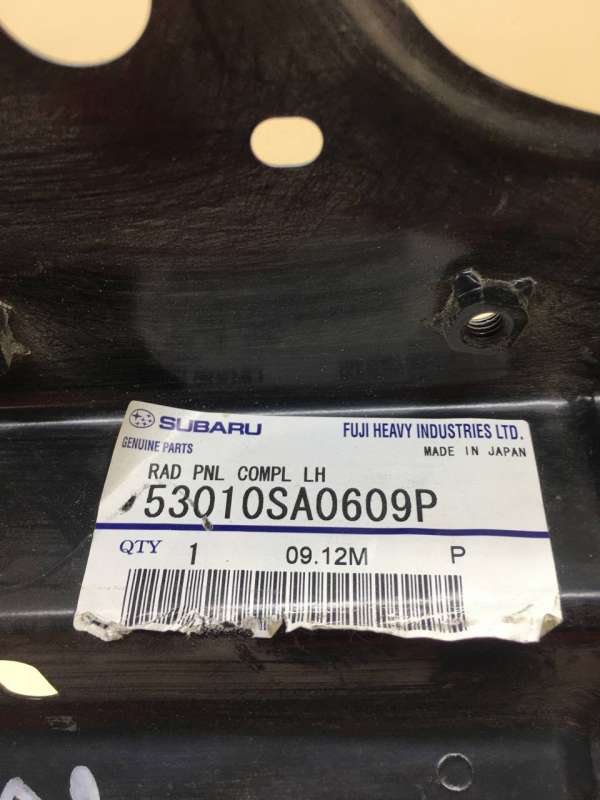 SUBARU FUJI HEAVY INDUSTRIES LTD.
GENUINE PARTS MADE IN JAPAN
RAD PNL COMPL LH
53010SA0609P
QTY 1 09.12M P